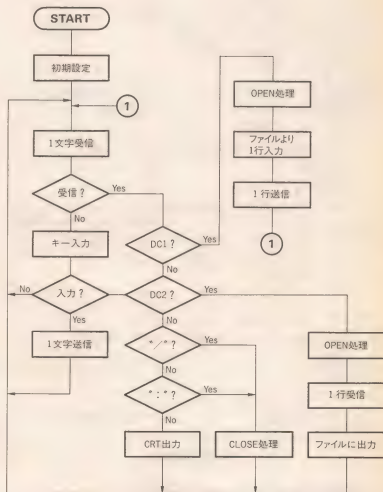 START
初期設定
1
1文字受信
受信?
Yes
No
キー入力
入力?
No
Yes
1文字送信
DC1?
Yes
No
DC2?
Yes
No
"/"?
Yes
No
":"?
Yes
No
CRT出力
CLOSE処理
OPEN処理
ファイルより
1行入力
1行送信
1
OPEN処理
1行受信
ファイルに出力